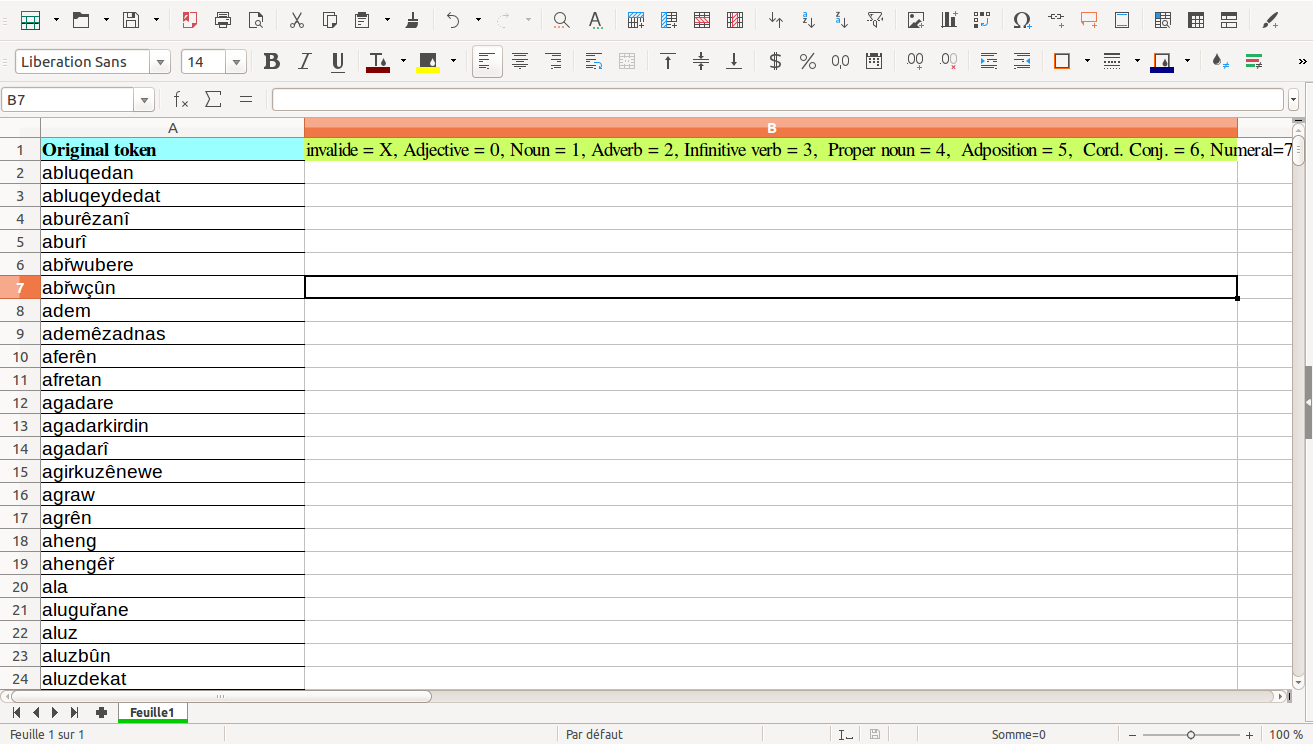 Liberation Sans 14
B7
A B
1 Original token invalide = X, Adjective = 0, Noun = 1, Adverb = 2, Infinitive verb = 3, Proper noun = 4, Adposition = 5, Cord. Conj. = 6, Numeral=7
2 abluqedan
3 abluqeydedat
4 aburêzanî
5 aburî
6 abřwubere
7 abřwçûn
8 adem
9 ademêzadnas
10 aferên
11 afretan
12 agadare
13 agadarkirdin
14 agadarî
15 agirkuzênewe
16 agraw
17 agrên
18 aheng
19 ahengêř
20 ala
21 aluguřane
22 aluz
23 aluzbûn
24 aluzdekat
Feuille1
Feuille 1 sur 1 Par défaut Somme=0 100 %